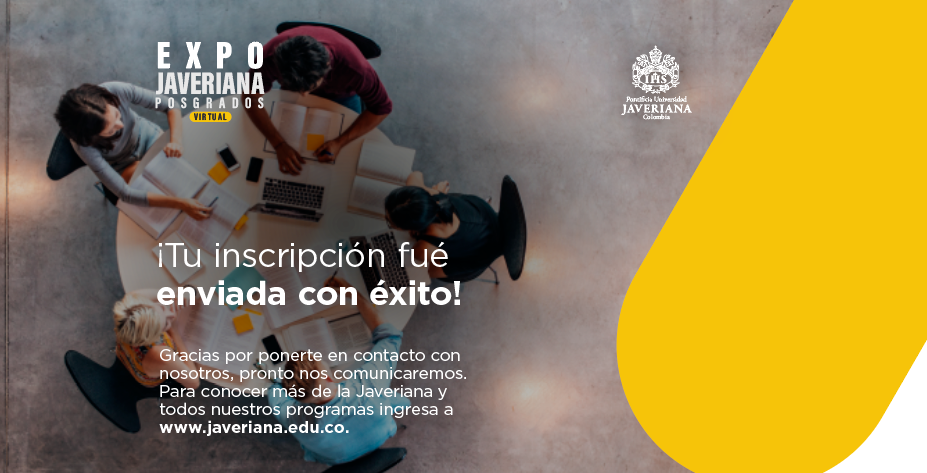 EXPO
JAVERIANA
POSGRADOS
VIRTUAL
IHS
Pontificia Universidad
JAVERIANA
Colombia
¡Tu inscripción fué
enviada con éxito!
Gracias por ponerte en contacto con
nosotros, pronto nos comunicaremos.
Para conocer más de la Javeriana y
todos nuestros programas ingresa a
www.javeriana.edu.co.